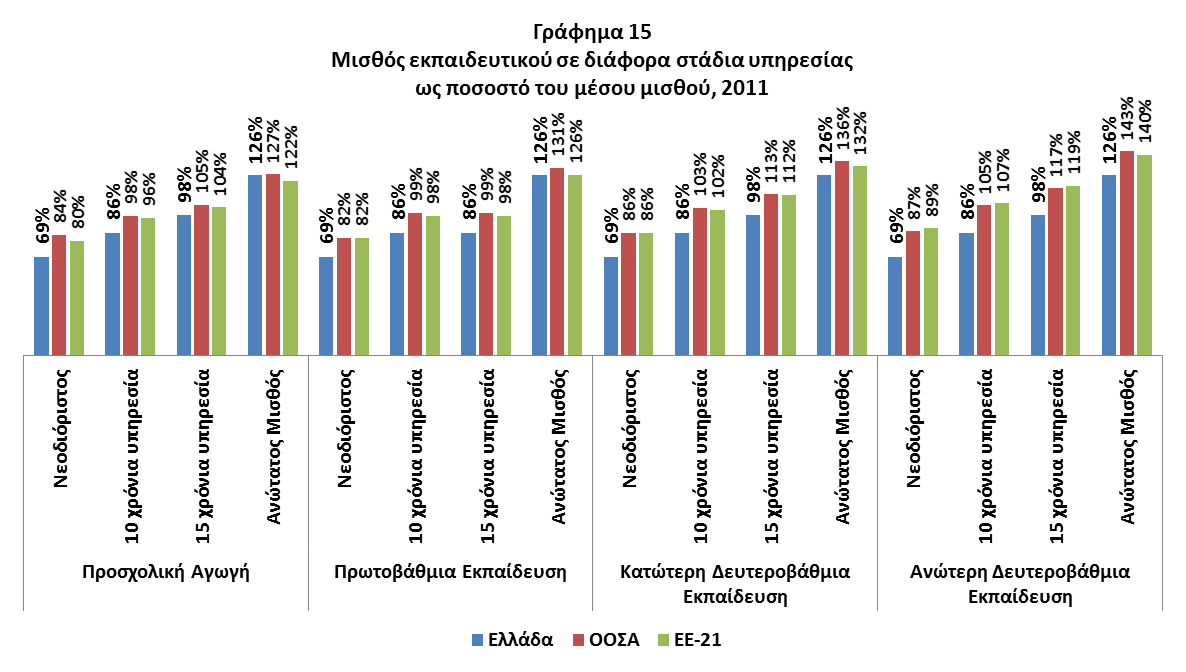 Γράφημα 15
Μισθός εκπαιδευτικού σε διάφορα στάδια υπηρεσίας
ως ποσοστό του μέσου μισθού, 2011
69% 84% 80% 86% 98% 96% 98% 105% 104% 126% 127% 122% 69% 82% 82% 86% 99% 98% 86% 99% 98% 126% 131% 126% 69% 86% 86% 86% 103% 102% 98% 113% 112% 126% 136% 132% 69% 87% 89% 86% 105% 107% 98% 117% 119% 126% 143% 140%
Νεοδιόριστος 10 χρόνια υπηρεσία 15 χρόνια υπηρεσία Ανώτατος Μισθός Νεοδιόριστος 10 χρόνια υπηρεσία 15 χρόνια υπηρεσία Ανώτατος Μισθός Νεοδιόριστος 10 χρόνια υπηρεσία 15 χρόνια υπηρεσία Ανώτατος Μισθός Νεοδιόριστος 10 χρόνια υπηρεσία 15 χρόνια υπηρεσία Ανώτατος Μισθός
Προσχολική Αγωγή Πρωτοβάθμια Εκπαίδευση Κατώτερη Δευτεροβάθμια Ανώτερη Δευτεροβάθμια
Εκπαίδευση Εκπαίδευση
Ελλάδα ΟΟΣΑ ΕΕ-21